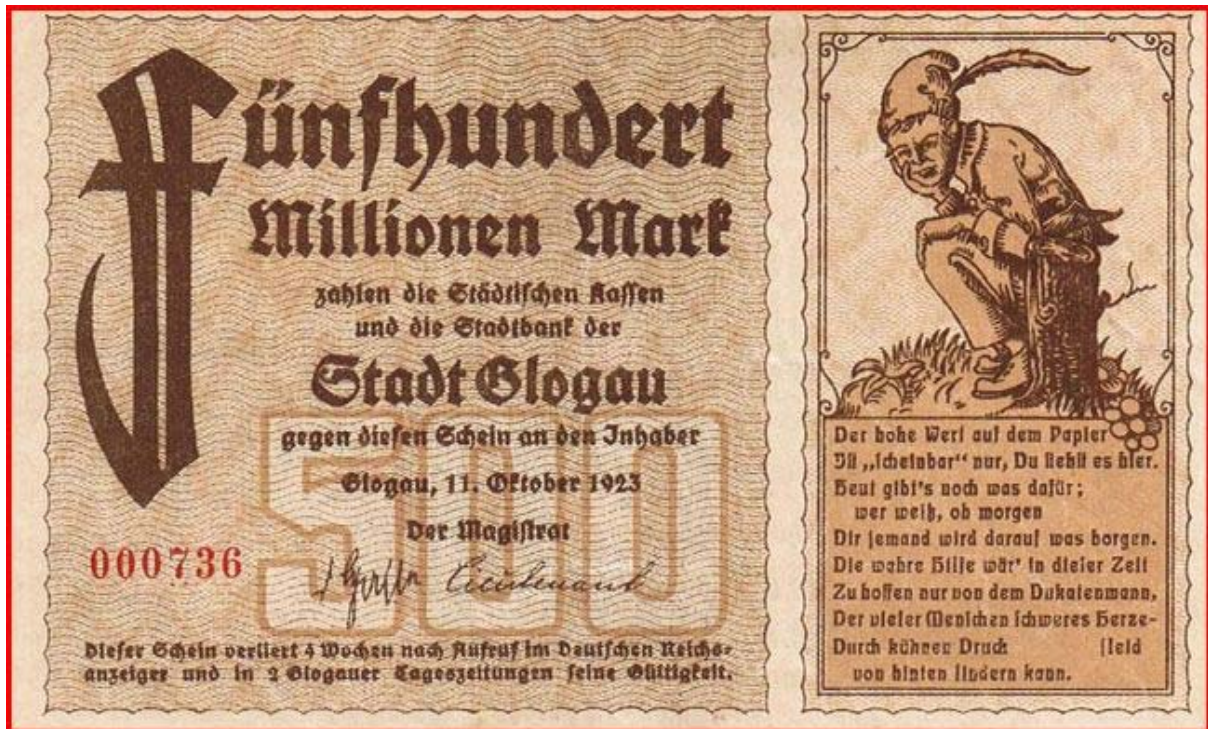 Fünfhundert
Millionen Mark
zahlen die Städtischen Kassen
und die Stadtbank der
Stadt Glogau
gegen diesen Schein an den Inhaber
Glogau, 11. Oktober 1923
Der Magistrat
500
000736
Dieser Schein verliert 4 Wochen nach Aufruf im Deutschen Reichs-
anzeiger und in 2 Glogauer Tageszeitungen seine Gültigkeit.
Der hohe Wert auf dem Papier
Ist „scheinbar“ nur, Du siehst es hier.
Heut gibt's noch was dafür;
wer weiß, ob morgen
Dir jemand wird darauf was borgen.
Die wahre Hilfe wär' in dieser Zeit
Zu hoffen nur von dem Dukatenmann,
Der vieler Menschen schweres Herze-
Durch kühnen Druck [leid
von hinten lindern kann.